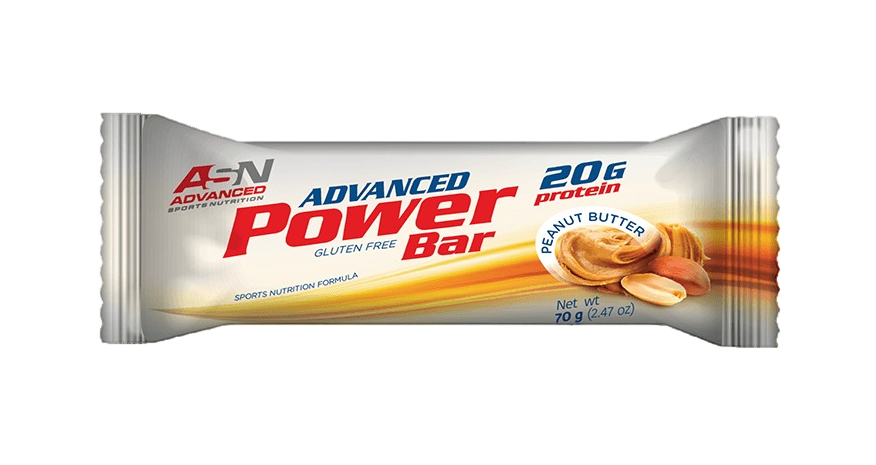 ASN
ADVANCED
SPORTS NUTRITION
ADVANCED
Power
GLUTEN FREE
Bar
SPORTS NUTRITION FORMULA
20G
protein
PEANUT BUTTER
Net wt
70 g (2.47 oz)